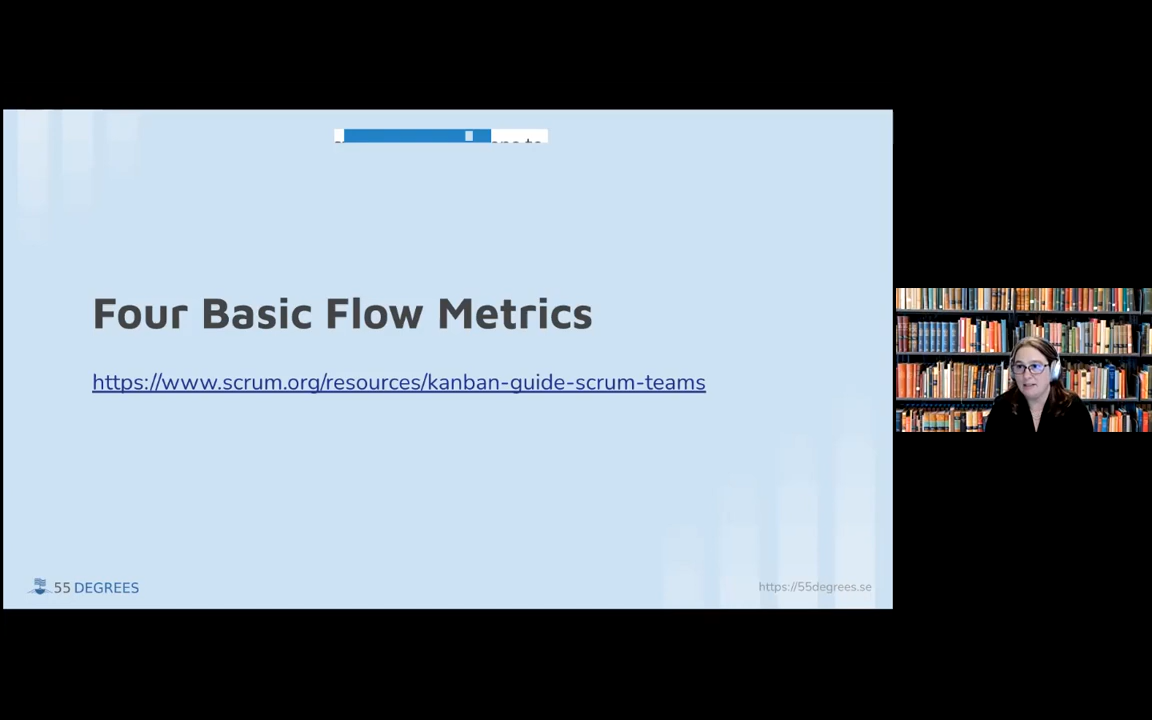 Four Basic Flow Metrics
https://www.scrum.org/resources/kanban-guide-scrum-teams
55 DEGREES
https://55degrees.se